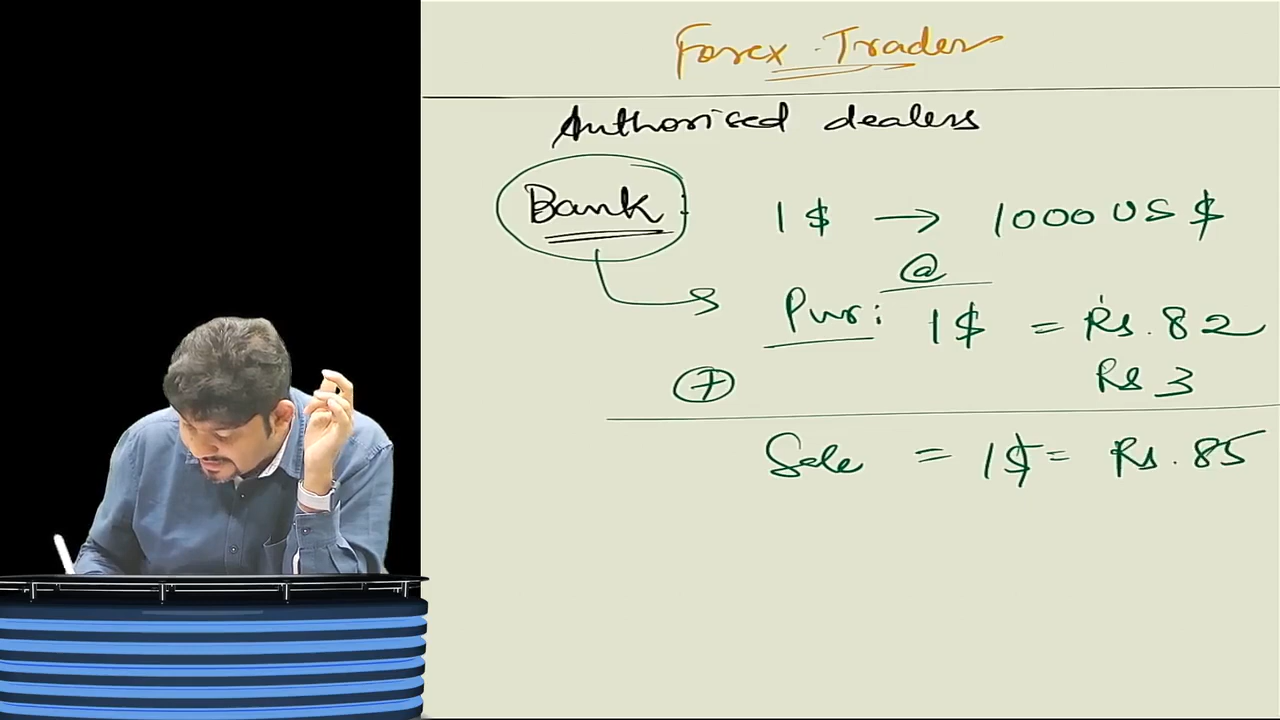 Forex Trader
Authorised dealers
Bank
1 $ → 1000 US $
@
Pur: 1 $ = Rs. 82
+ Rs 3
Sale = 1 $ = Rs. 85